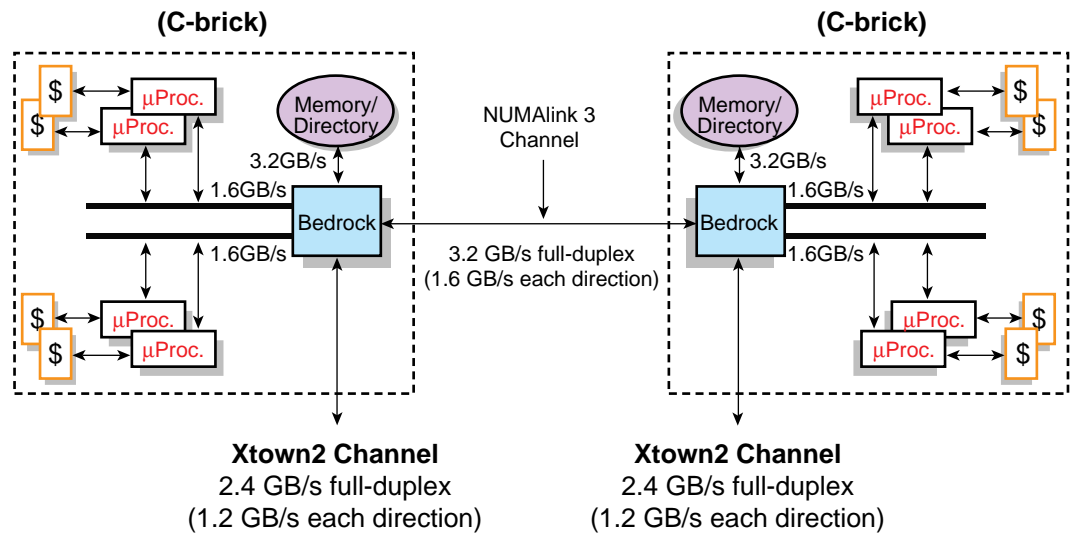 (C-brick)
(C-brick)
$
µProc.
$
µProc.
Memory/
Directory
3.2GB/s
1.6GB/s
Bedrock
1.6GB/s
$
µProc.
$
µProc.
NUMAlink 3
Channel
3.2 GB/s full-duplex
(1.6 GB/s each direction)
Memory/
Directory
3.2GB/s
1.6GB/s
Bedrock
1.6GB/s
µProc.
$
µProc.
$
µProc.
$
µProc.
$
Xtown2 Channel
2.4 GB/s full-duplex
(1.2 GB/s each direction)
Xtown2 Channel
2.4 GB/s full-duplex
(1.2 GB/s each direction)